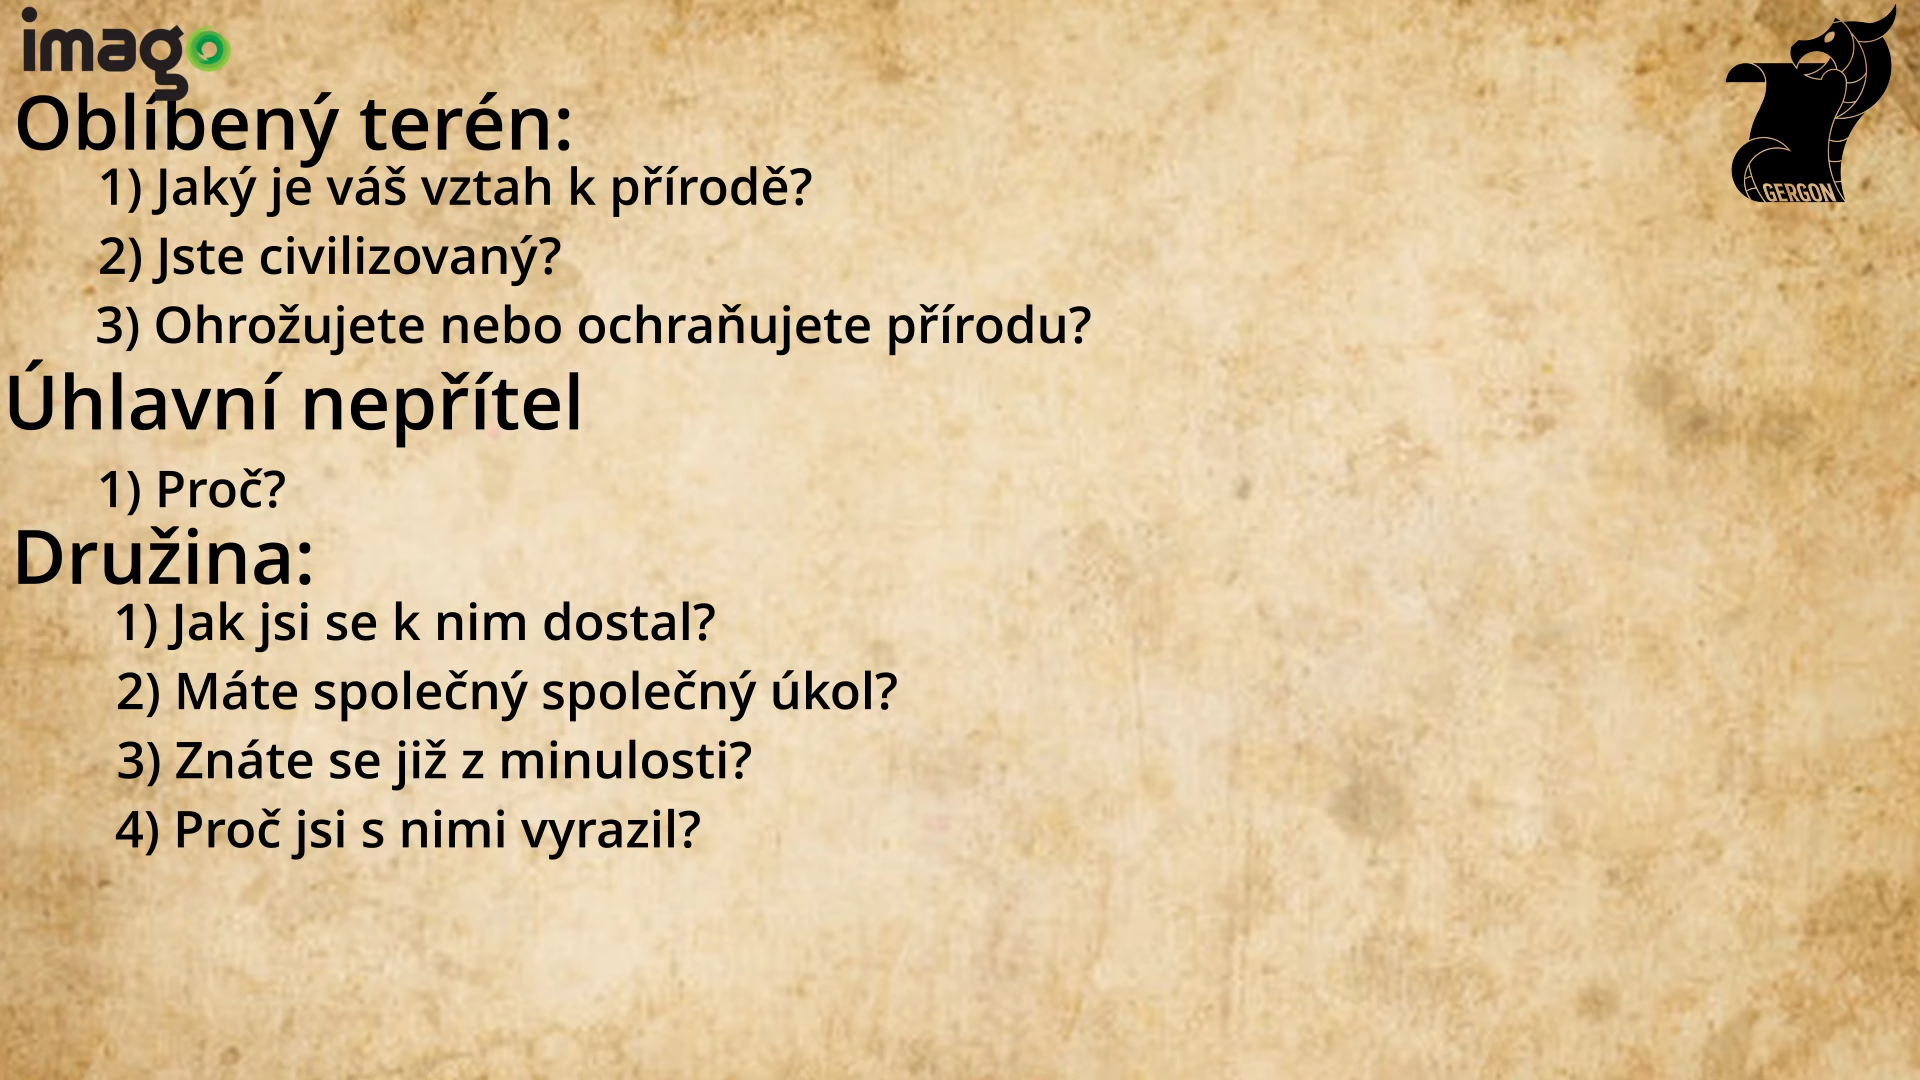 imago
GERGON
Oblíbený terén:
1) Jaký je váš vztah k přírodě?
2) Jste civilizovaný?
3) Ohrožujete nebo ochraňujete přírodu?
Úhlavní nepřítel
1) Proč?
Družina:
1) Jak jsi se k nim dostal?
2) Máte společný společný úkol?
3) Znáte se již z minulosti?
4) Proč jsi s nimi vyrazil?